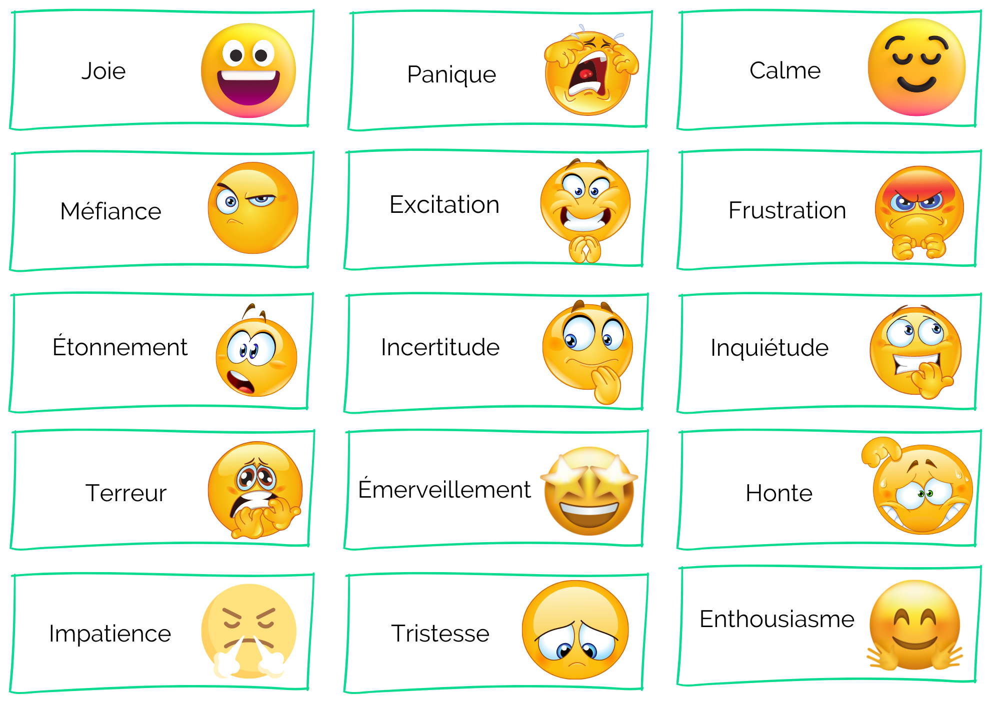 Joie
Panique
Calme
Méfiance
Excitation
Frustration
Étonnement
Incertitude
Inquiétude
Terreur
Émerveillement
Honte
Impatience
Tristesse
Enthousiasme